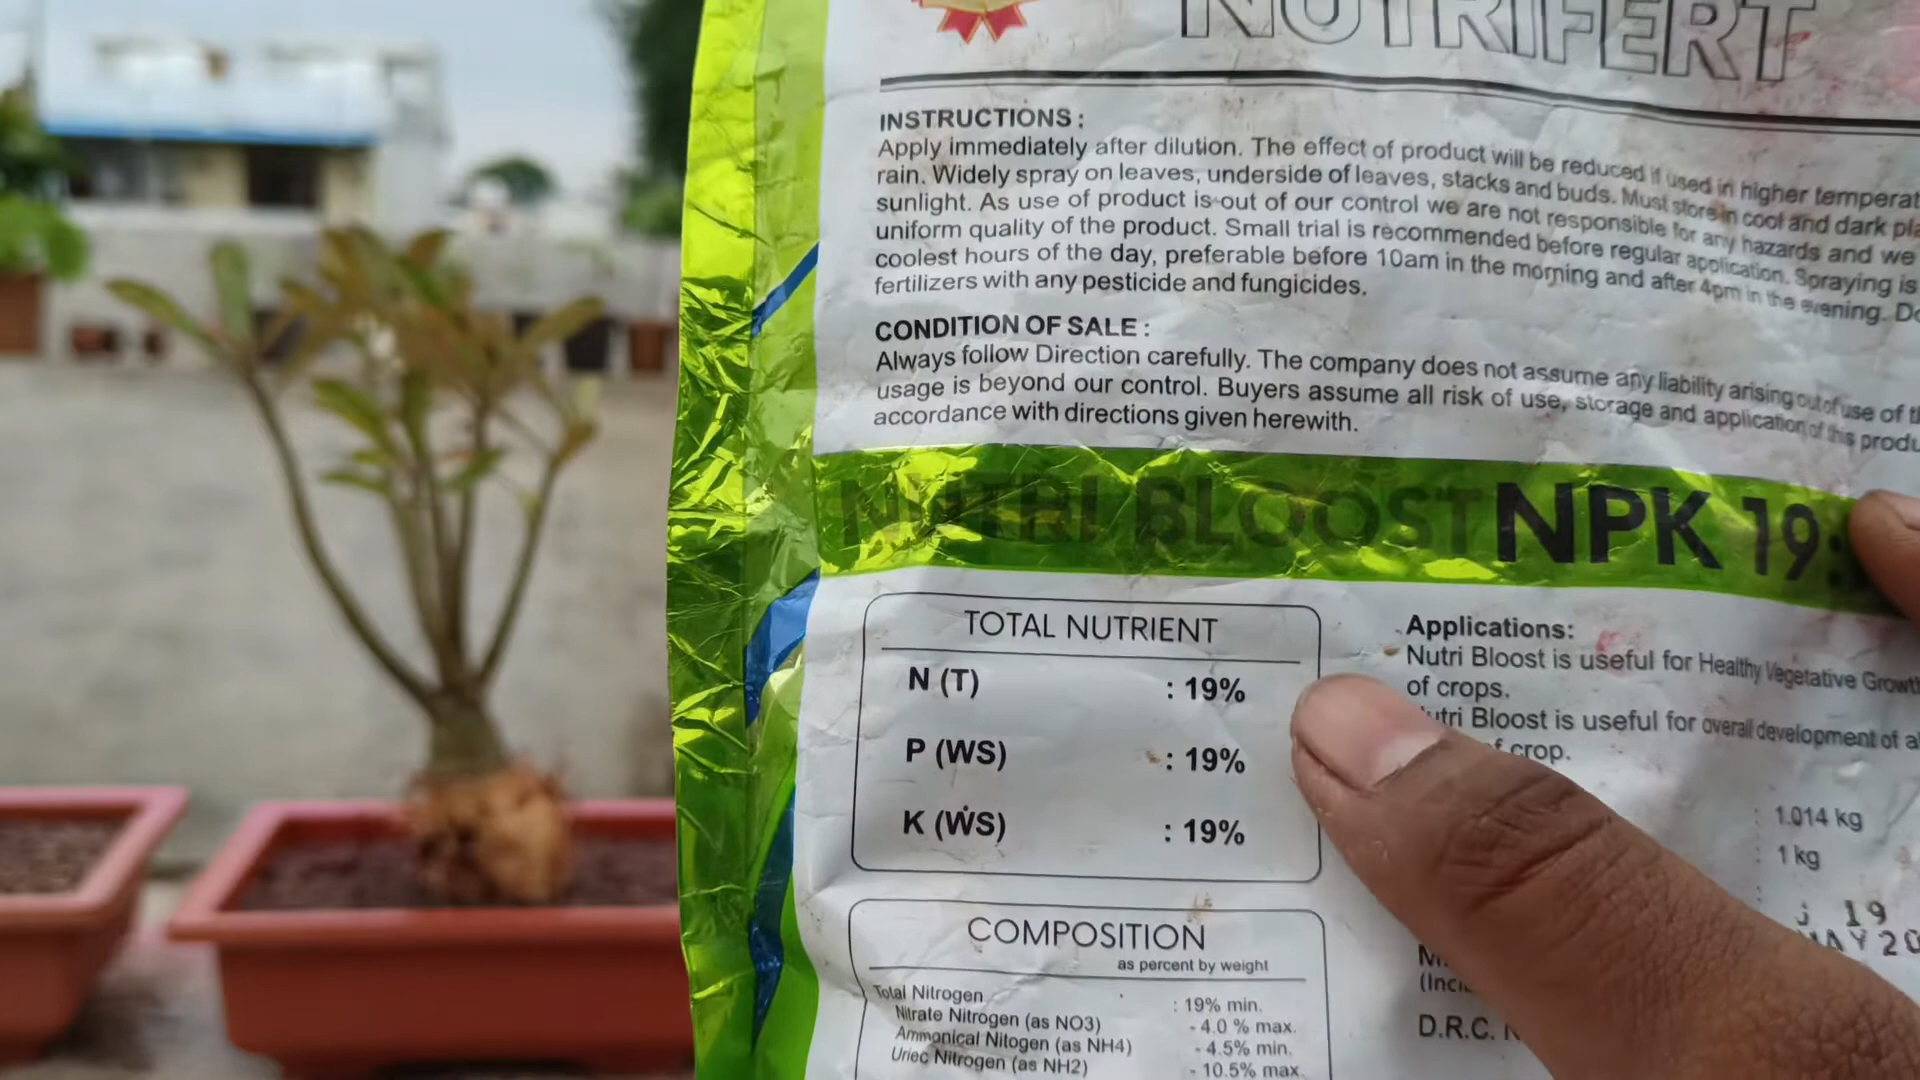 NUTRIFERT
INSTRUCTIONS :
Apply immediately after dilution. The effect of product will be reduced if used in higher temperat
rain. Widely spray on leaves, underside of leaves, stacks and buds. Must store in cool and dark pla
sunlight. As use of product is out of our control we are not responsible for any hazards and we
uniform quality of the product. Small trial is recommended before regular application. Spraying is
coolest hours of the day, preferable before 10am in the morning and after 4pm in the evening. Do
fertilizers with any pesticide and fungicides.
CONDITION OF SALE :
Always follow Direction carefully. The company does not assume any liability arising out of use of th
usage is beyond our control. Buyers assume all risk of use, storage and application of this produ
accordance with directions given herewith.
NUTRI BLOOST NPK 19:
TOTAL NUTRIENT
N (T) : 19%
P (WS) : 19%
K (WS) : 19%
Applications:
Nutri Bloost is useful for Healthy Vegetative Growth
of crops.
utri Bloost is useful for overall development of al
f crop.
: 1.014 kg
: 1 kg
19
MAY 20
(Incl
D.R.C. N
COMPOSITION
as percent by weight
Total Nitrogen : 19% min.
Nitrate Nitrogen (as NO3) - 4.0 % max.
Ammonical Nitogen (as NH4) - 4.5% min.
Uriec Nitrogen (as NH2) - 10.5% max.